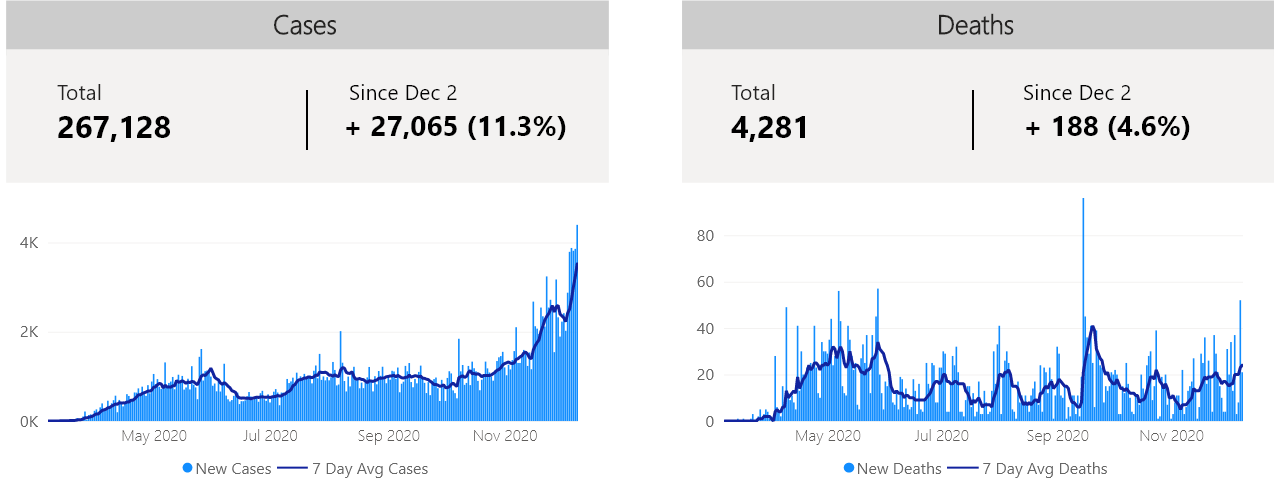 Cases
Total
267,128
Since Dec 2
+ 27,065 (11.3%)
4K
2K
0K
May 2020
Jul 2020
Sep 2020
Nov 2020
New Cases
7 Day Avg Cases
Deaths
Total
4,281
Since Dec 2
+ 188 (4.6%)
80
60
40
20
0
May 2020
Jul 2020
Sep 2020
Nov 2020
New Deaths
7 Day Avg Deaths